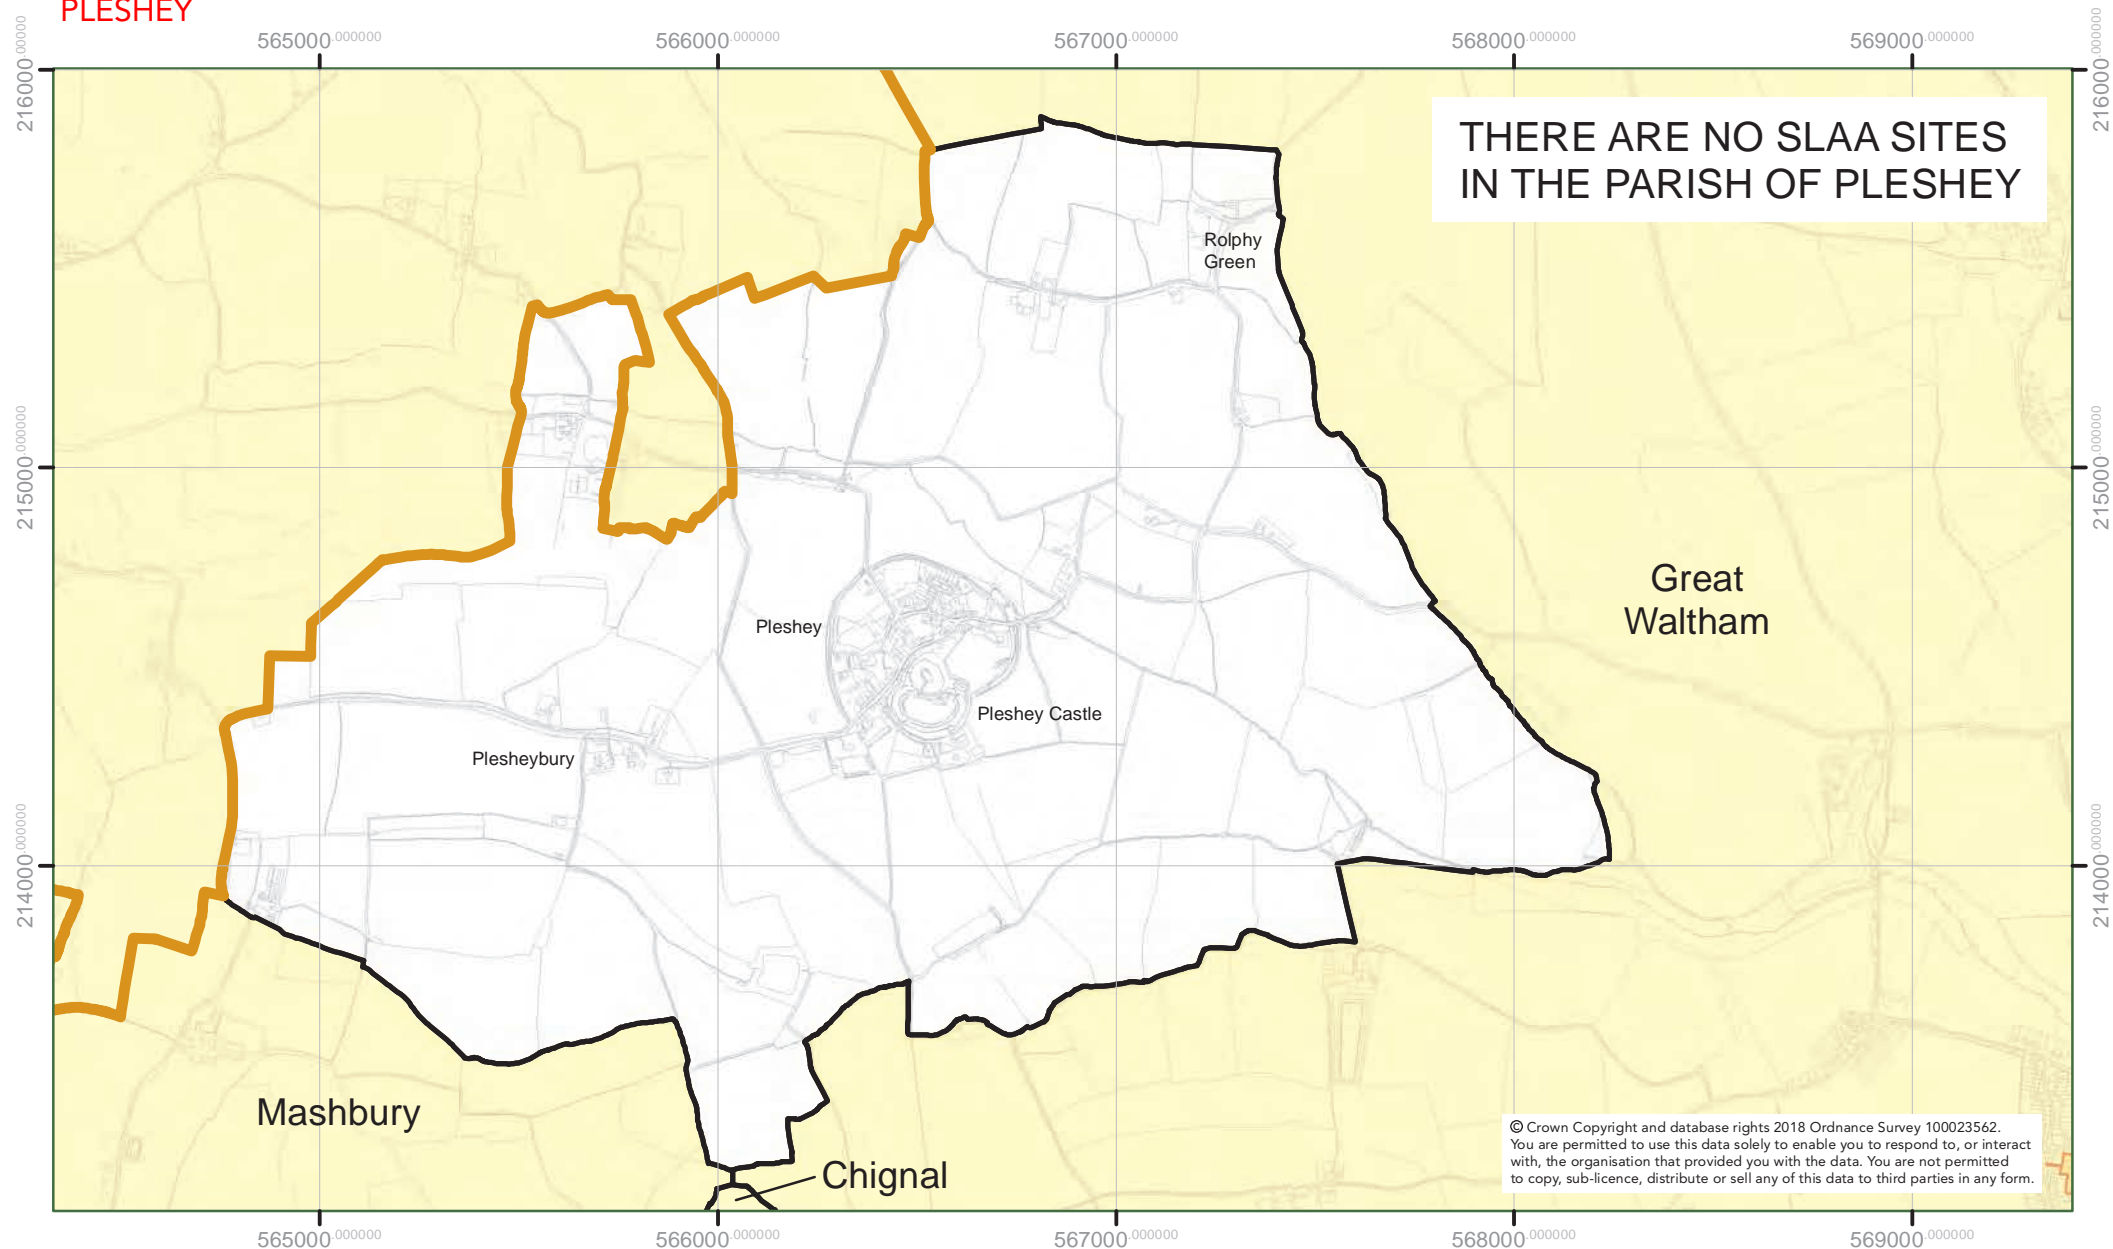 PLESHEY
565000.000000 566000.000000 567000.000000 568000.000000 569000.000000
216000.000000
216000.000000
THERE ARE NO SLAA SITES
IN THE PARISH OF PLESHEY
Rolphy
Green
215000.000000
215000.000000
Great
Waltham
Pleshey
Pleshey Castle
Plesheybury
214000.000000
214000.000000
Mashbury
Chignal
© Crown Copyright and database rights 2018 Ordnance Survey 100023562.
You are permitted to use this data solely to enable you to respond to, or interact
with, the organisation that provided you with the data. You are not permitted
to copy, sub-licence, distribute or sell any of this data to third parties in any form.
565000.000000 566000.000000 567000.000000 568000.000000 569000.000000